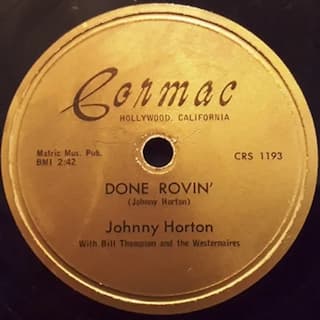 Cormac
HOLLYWOOD, CALIFORNIA
Matric Mus. Pub.
BMI 2:42
CRS 1193
DONE ROVIN'
(Johnny Horton)
Johnny Horton
With Bill Thompson and the Westernaires